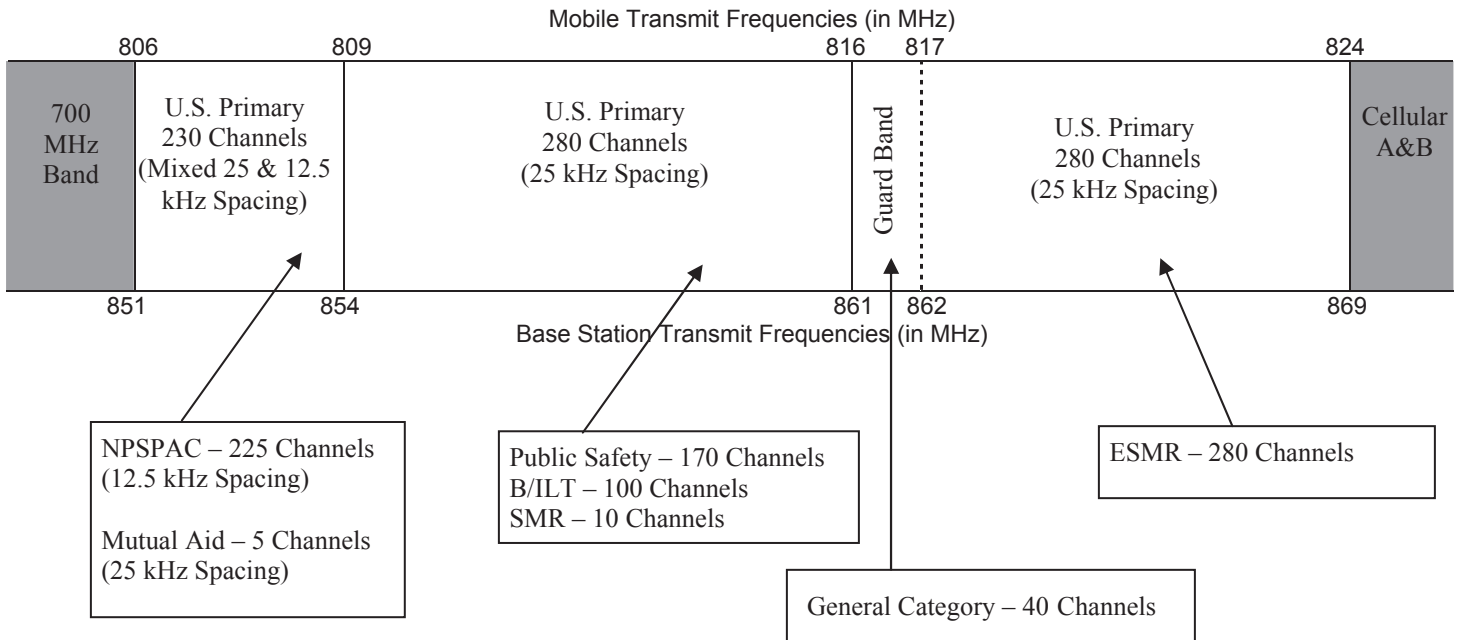 Mobile Transmit Frequencies (in MHz)
806 809 816 817 824
700
MHz
Band
U.S. Primary
230 Channels
(Mixed 25 & 12.5
kHz Spacing)
U.S. Primary
280 Channels
(25 kHz Spacing)
Guard Band
U.S. Primary
280 Channels
(25 kHz Spacing)
Cellular
A&B
851 854 861 862 869
Base Station Transmit Frequencies (in MHz)
NPSPAC – 225 Channels
(12.5 kHz Spacing)
Mutual Aid – 5 Channels
(25 kHz Spacing)
Public Safety – 170 Channels
B/ILT – 100 Channels
SMR – 10 Channels
ESMR – 280 Channels
General Category – 40 Channels